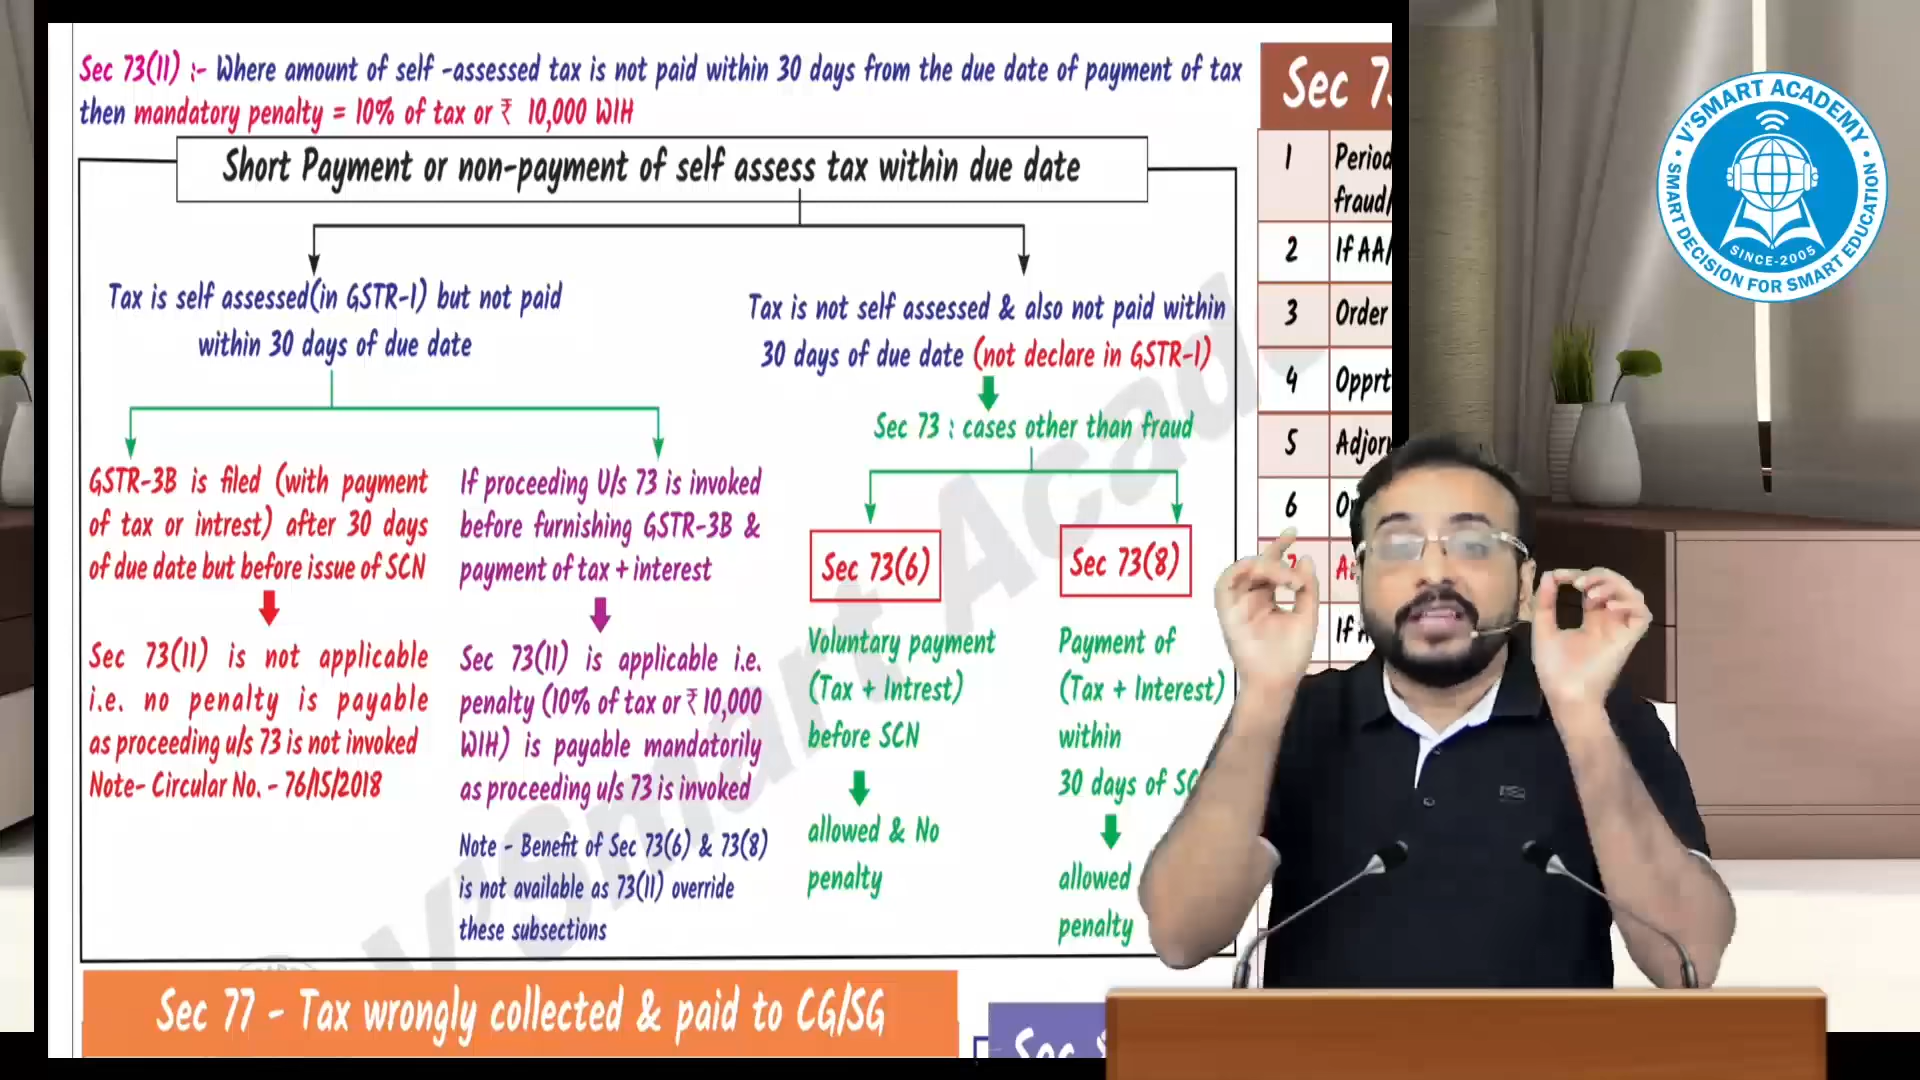 Sec 73(11) :- Where amount of self -assessed tax is not paid within 30 days from the due date of payment of tax
then mandatory penalty = 10% of tax or ₹ 10,000 WIH
Short Payment or non-payment of self assess tax within due date
Tax is self assessed(in GSTR-1) but not paid
within 30 days of due date
GSTR-3B is filed (with payment
of tax or intrest) after 30 days
of due date but before issue of SCN
Sec 73(11) is not applicable
i.e. no penalty is payable
as proceeding u/s 73 is not invoked
Note- Circular No. - 76/15/2018
If proceeding U/s 73 is invoked
before furnishing GSTR-3B &
payment of tax + interest
Sec 73(11) is applicable i.e.
penalty (10% of tax or ₹ 10,000
WIH) is payable mandatorily
as proceeding u/s 73 is invoked
Note - Benefit of Sec 73(6) & 73(8)
is not available as 73(11) override
these subsections
Tax is not self assessed & also not paid within
30 days of due date (not declare in GSTR-1)
Sec 73 : cases other than fraud
Sec 73(6)
Voluntary payment
(Tax + Intrest)
before SCN
allowed & No
penalty
Sec 73(8)
Payment of
(Tax + Interest)
within
30 days of
allowed
penalty
Sec 77 - Tax wrongly collected & paid to CG/SG
Sec
1 Period
fraud/
2 If AA/
3 Order
4 Opprt
5 Adjorn
6
If
V'Smart Academy
V'SMART ACADEMY
SMART DECISION FOR SMART EDUCATION
SINCE-2005